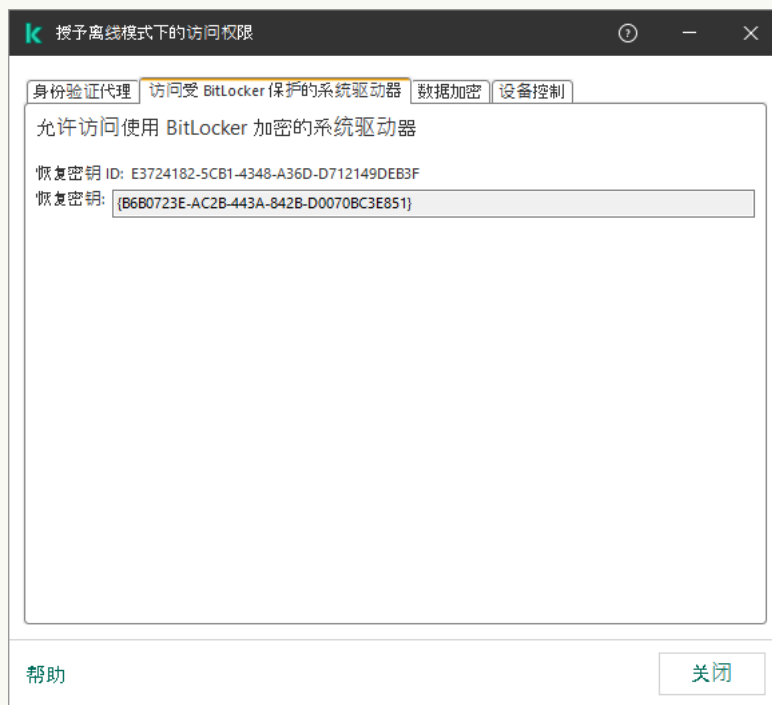 授予离线模式下的访问权限
身份验证代理 访问受 BitLocker 保护的系统驱动器 数据加密 设备控制
允许访问使用 BitLocker 加密的系统驱动器
恢复密钥 ID: E3724182-5CB1-4348-A36D-D712149DEB3F
恢复密钥: {B6B0723E-AC2B-443A-842B-D0070BC3E851}
帮助 关闭